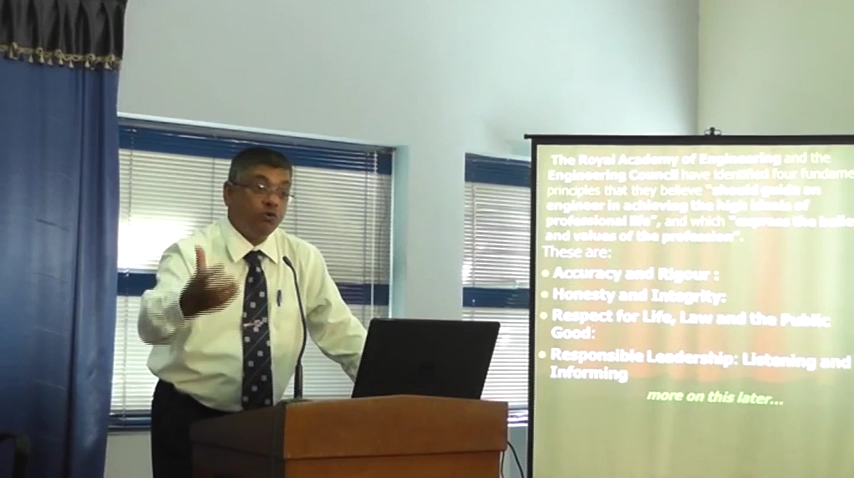 The Royal Academy of Engineering and the
Engineering Council have identified four fundame
principles that they believe "should guide an
engineer in achieving the high ideals of
professional life", and which "express the belie
and values of the profession".
These are:
• Accuracy and Rigour :
• Honesty and Integrity:
• Respect for Life, Law and the Public
Good:
• Responsible Leadership: Listening and
Informing
more on this later...